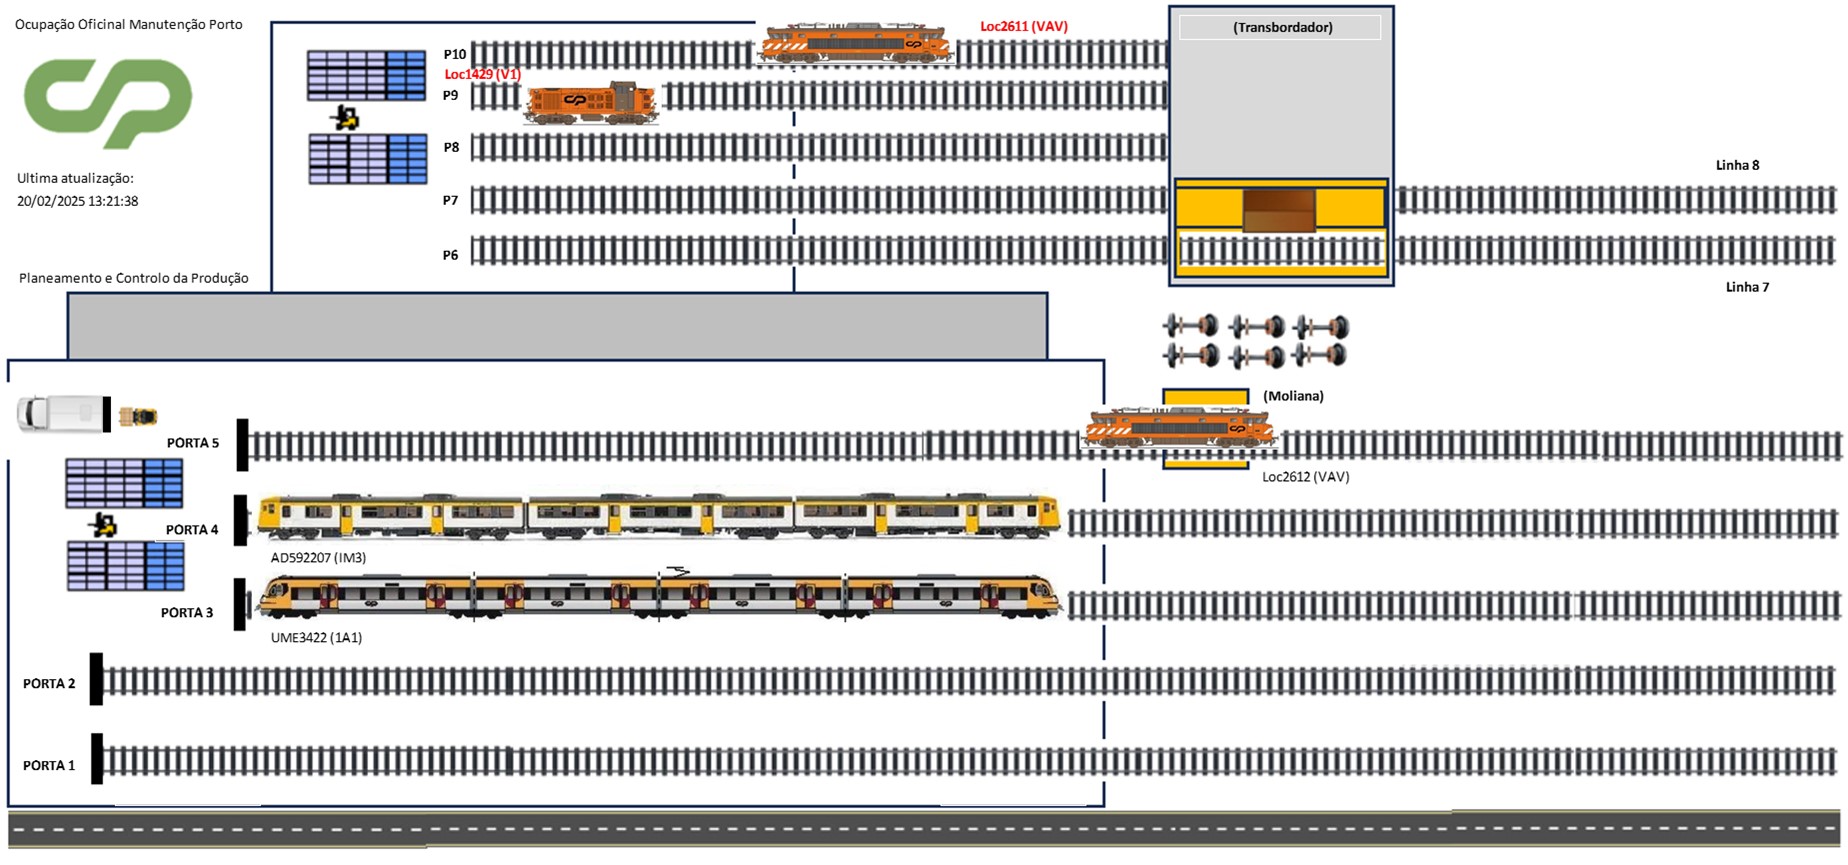 Ocupação Oficinal Manutenção Porto
Loc2611 (VAV)
(Transbordador)
P10
Loc1429 (V1)
P9
P8
Linha 8
Ultima atualização:
20/02/2025 13:21:38
P7
P6
Planeamento e Controlo da Produção
Linha 7
(Moliana)
PORTA 5
Loc2612 (VAV)
PORTA 4
AD592207 (IM3)
PORTA 3
UME3422 (1A1)
PORTA 2
PORTA 1